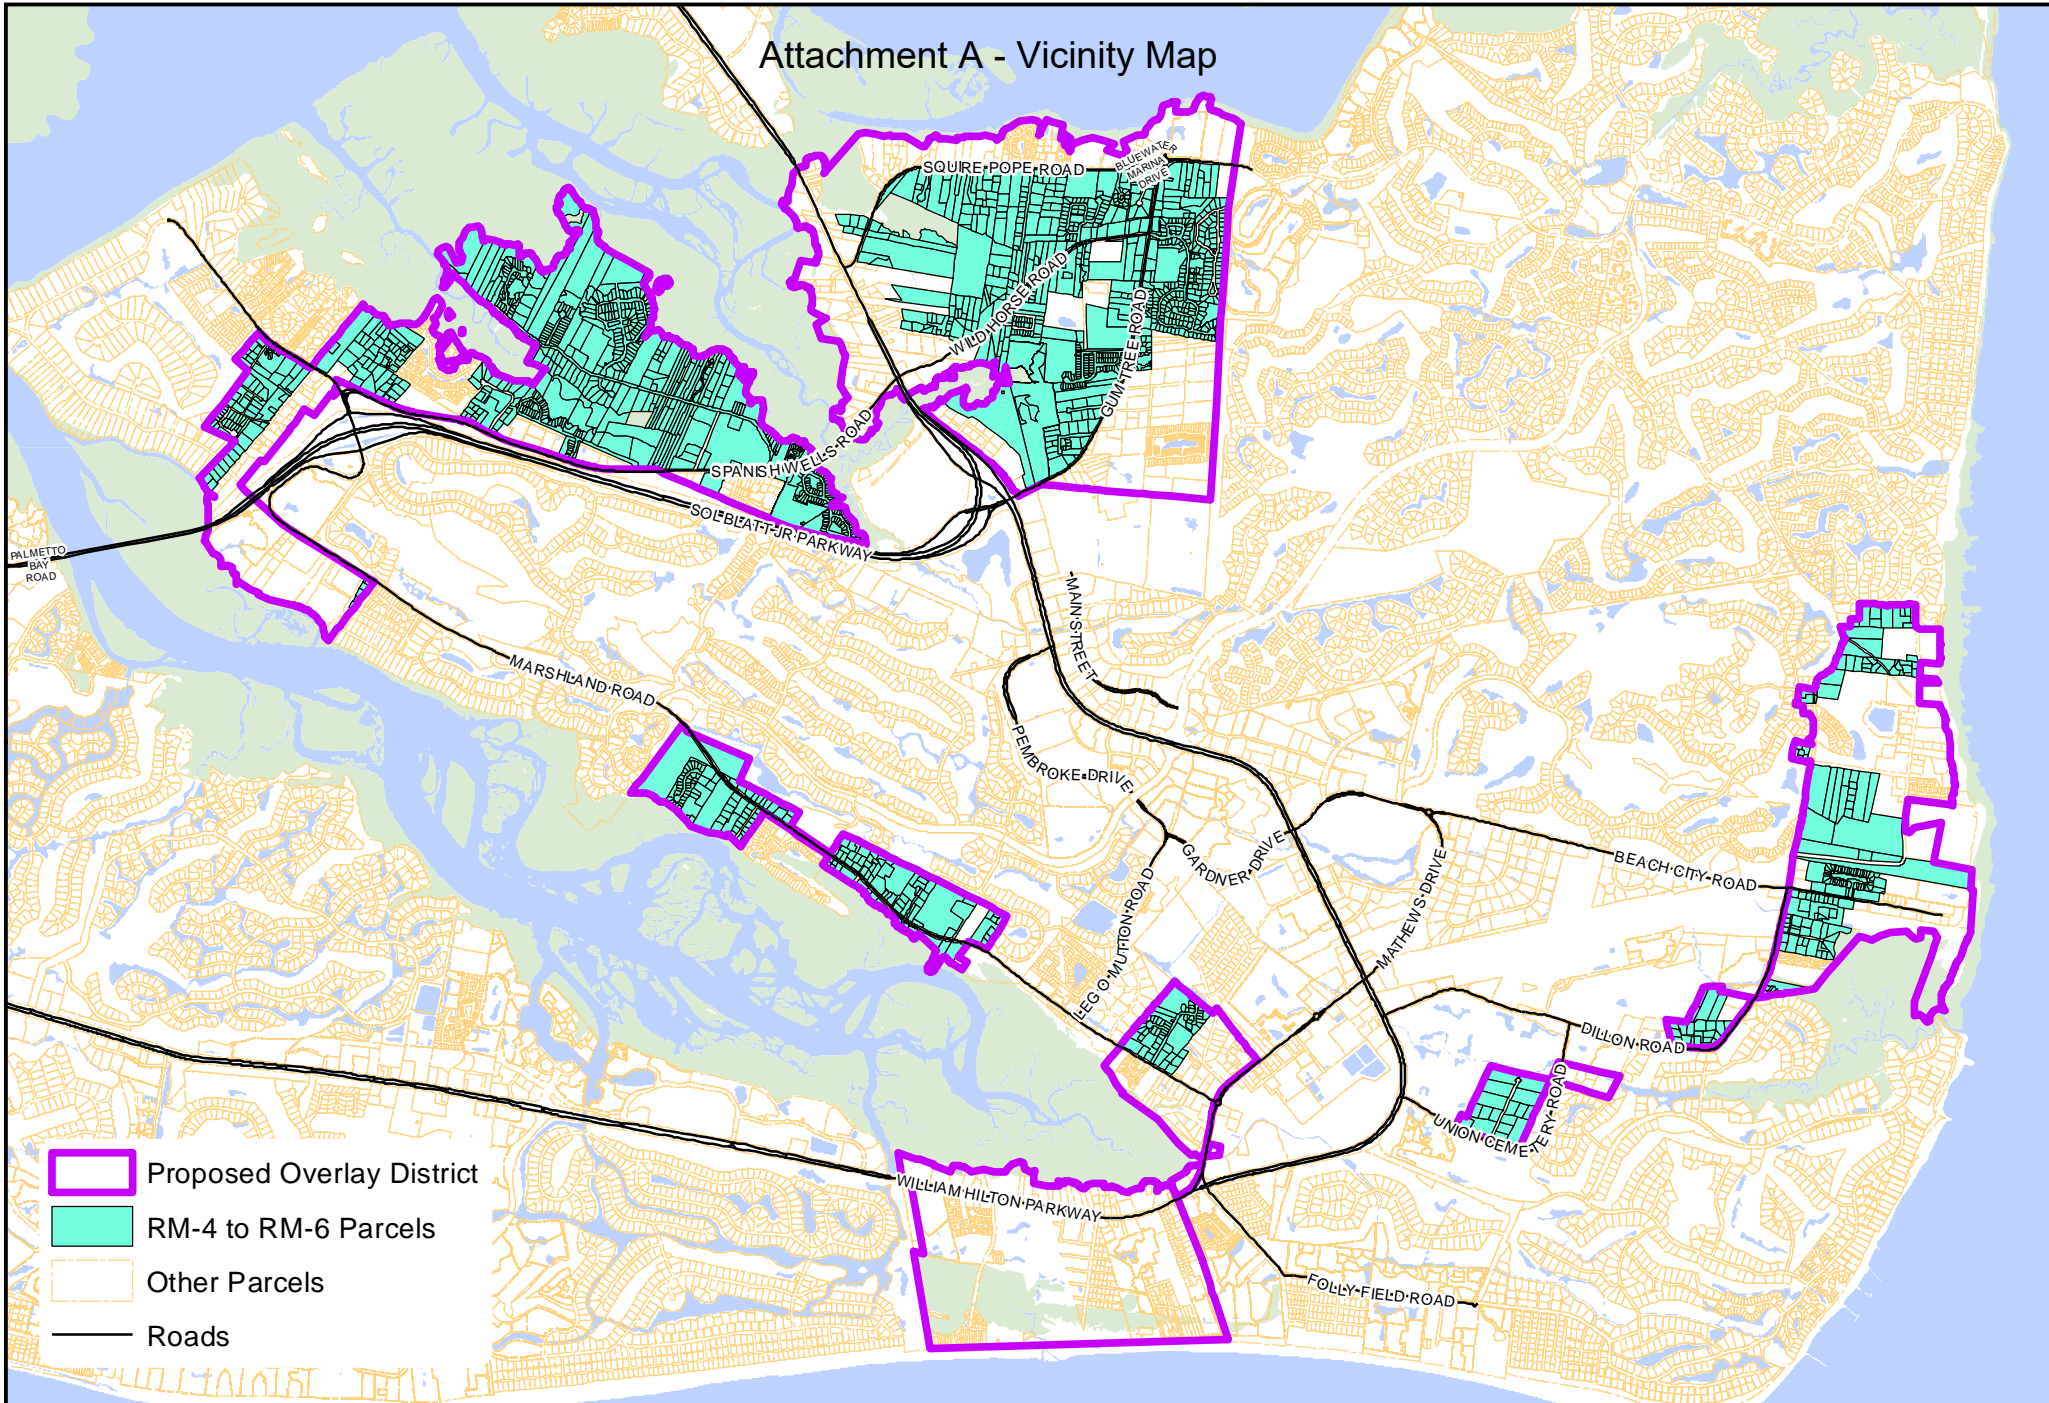 Attachment A - Vicinity Map
SQUIRE POPE ROAD
BLUEWATER
MARINA
DRIVE
WILD HORSE ROAD
GUM TREE ROAD
SPANISH WELLS ROAD
SOL BLATT JR PARKWAY
PALMETTO
BAY
ROAD
MAIN STREET
MARSHLAND ROAD
PEMBROKE DRIVE
GARDNER DRIVE
BEACH CITY ROAD
MATHEWS DRIVE
LEG O MUTTON ROAD
DILLON ROAD
UNION CEMETERY ROAD
WILLIAM HILTON PARKWAY
FOLLY FIELD ROAD
Proposed Overlay District
RM-4 to RM-6 Parcels
Other Parcels
Roads